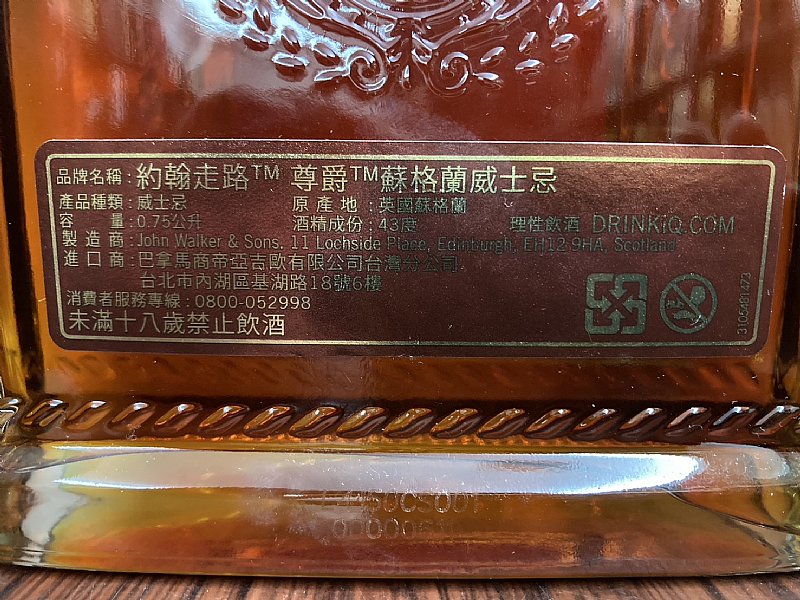 品牌名稱：約翰走路™ 尊爵™蘇格蘭威士忌
產品種類：威士忌 原產地：英國蘇格蘭
容量：0.75公升 酒精成份：43度 理性飲酒 DRINKiQ.COM
製造商：John Walker & Sons, 11 Lochside Place, Edinburgh, EH12 9HA, Scotland
進口商：巴拿馬商帝亞吉歐有限公司台灣分公司
台北市內湖區基湖路18號6樓
消費者服務專線：0800-052998
未滿十八歲禁止飲酒
3105481473